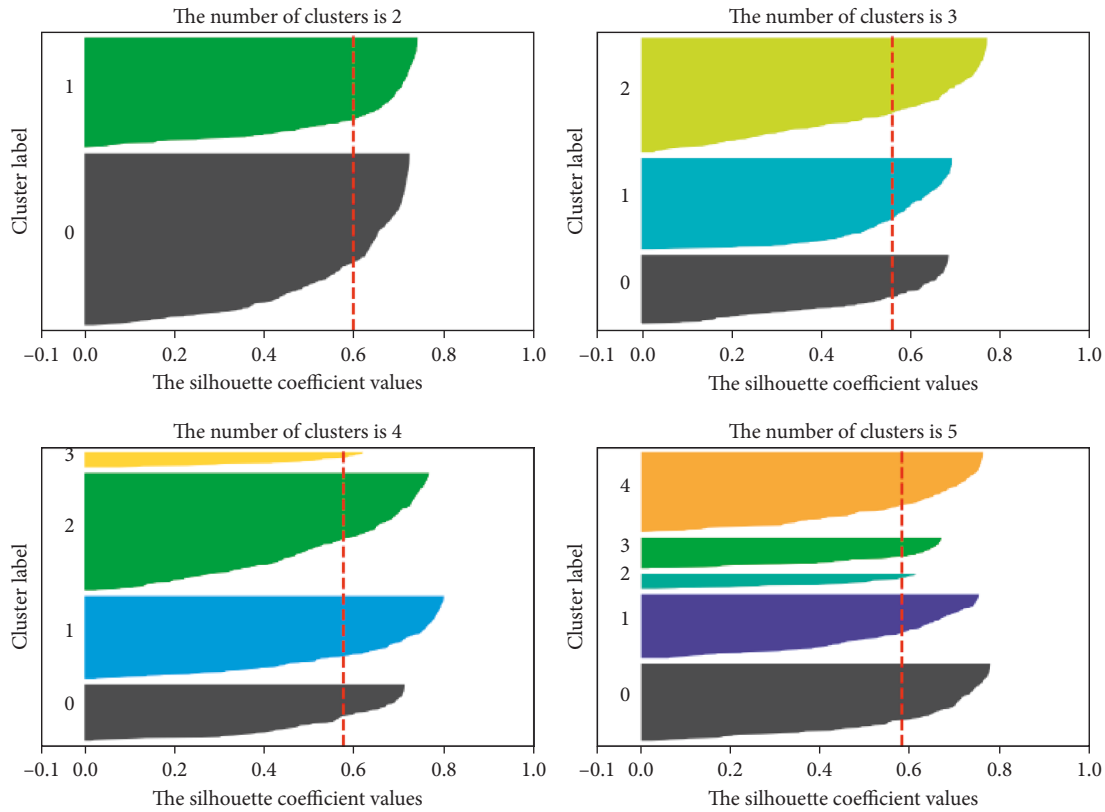 The number of clusters is 2
Cluster label
1
0
–0.1 0.0 0.2 0.4 0.6 0.8 1.0
The silhouette coefficient values
The number of clusters is 3
Cluster label
2
1
0
–0.1 0.0 0.2 0.4 0.6 0.8 1.0
The silhouette coefficient values
The number of clusters is 4
Cluster label
3
2
1
0
–0.1 0.0 0.2 0.4 0.6 0.8 1.0
The silhouette coefficient values
The number of clusters is 5
Cluster label
4
3
2
1
0
–0.1 0.0 0.2 0.4 0.6 0.8 1.0
The silhouette coefficient values